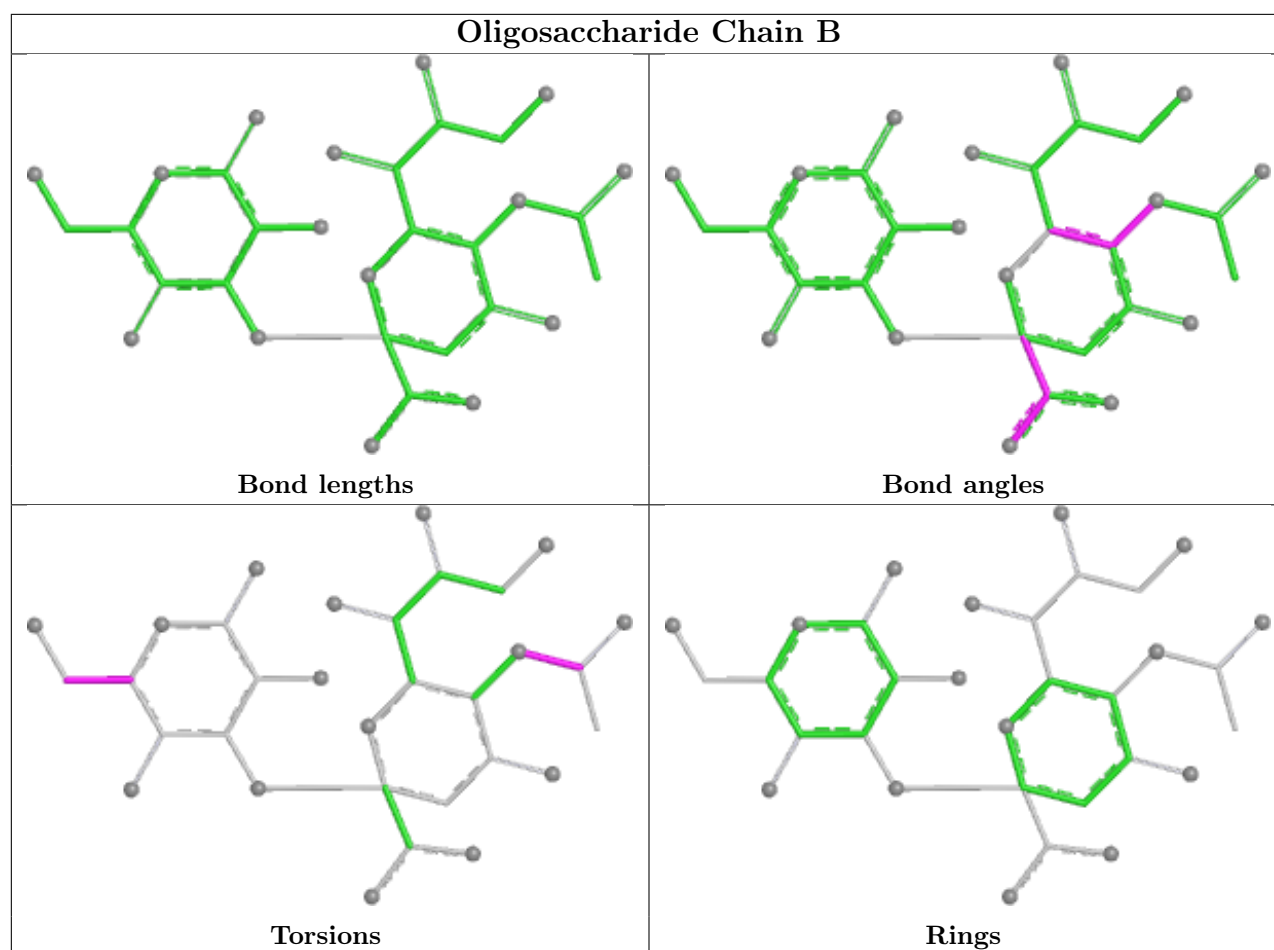 Oligosaccharide Chain B
Bond lengths
Bond angles
Torsions
Rings